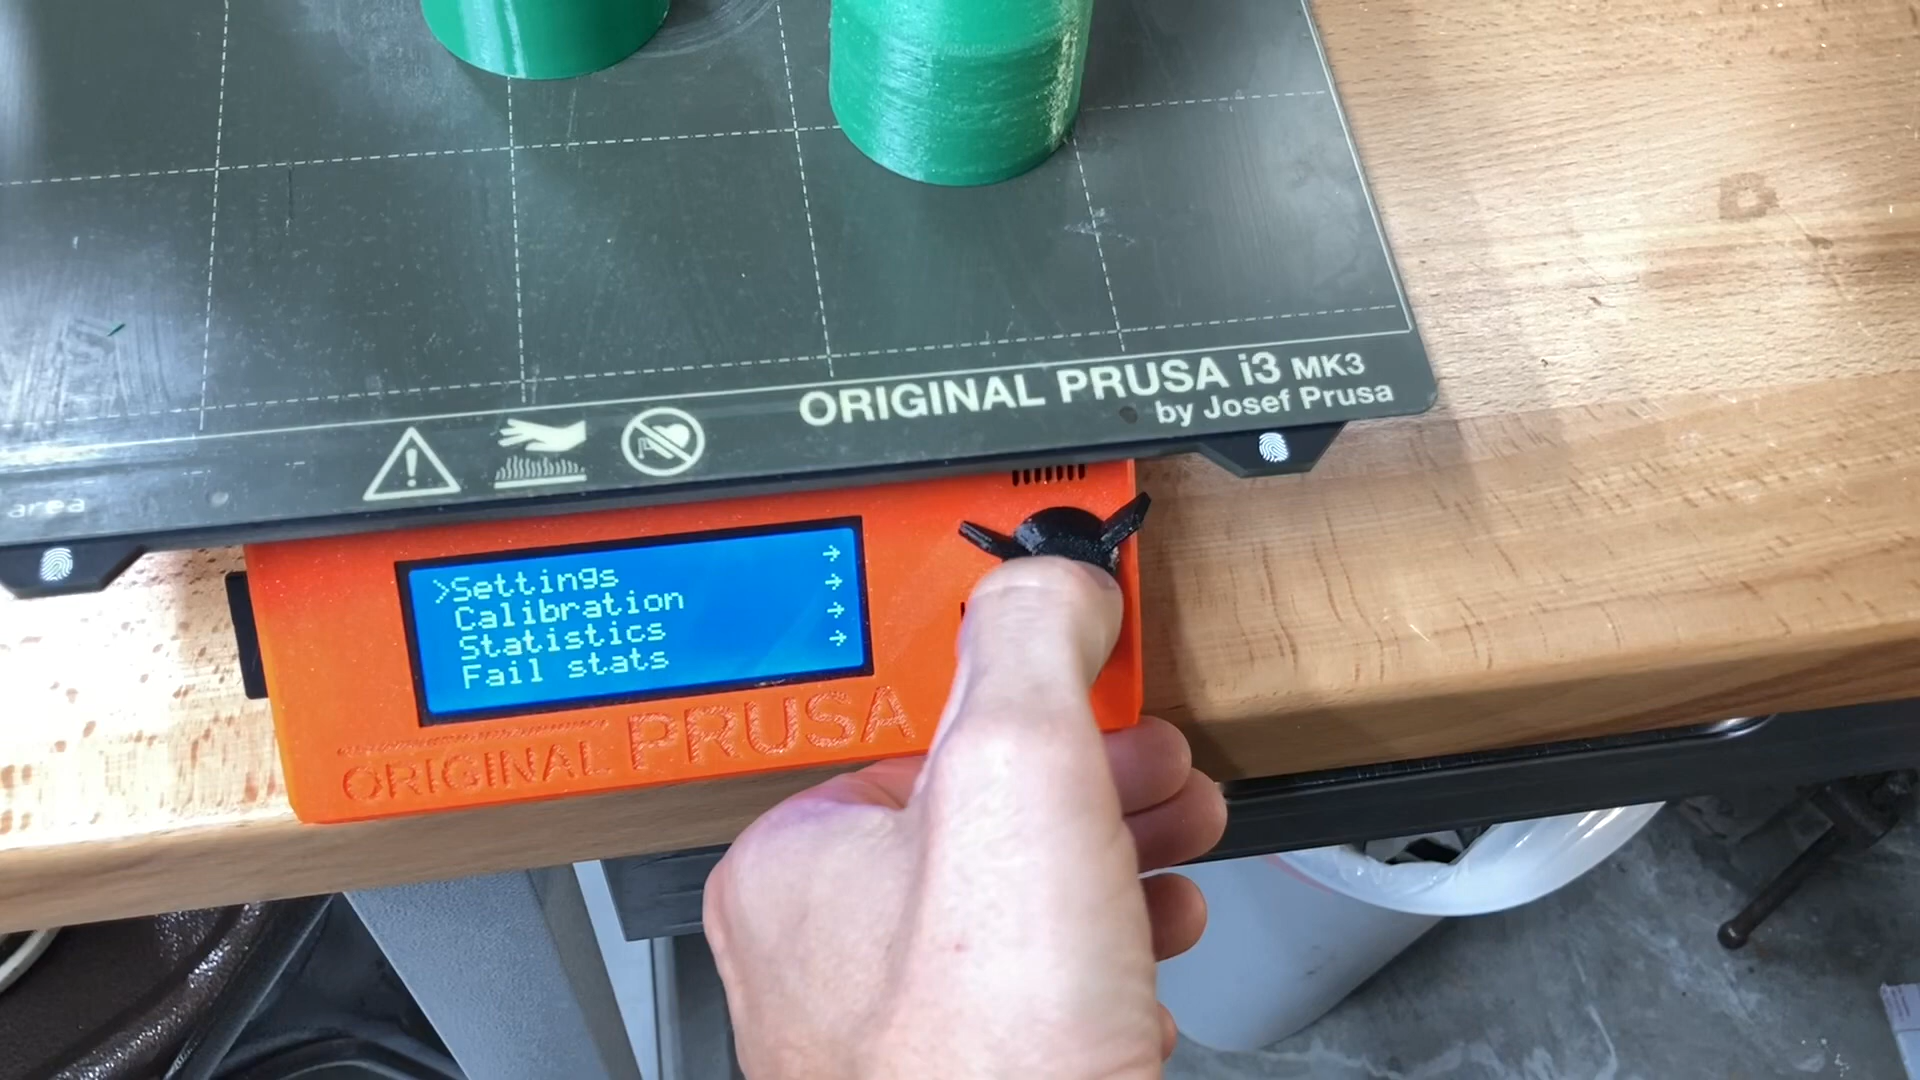 ORIGINAL PRUSA i3 MK3
by Josef Prusa
area
>Settings
Calibration
Statistics
Fail stats
ORIGINAL PRUSA